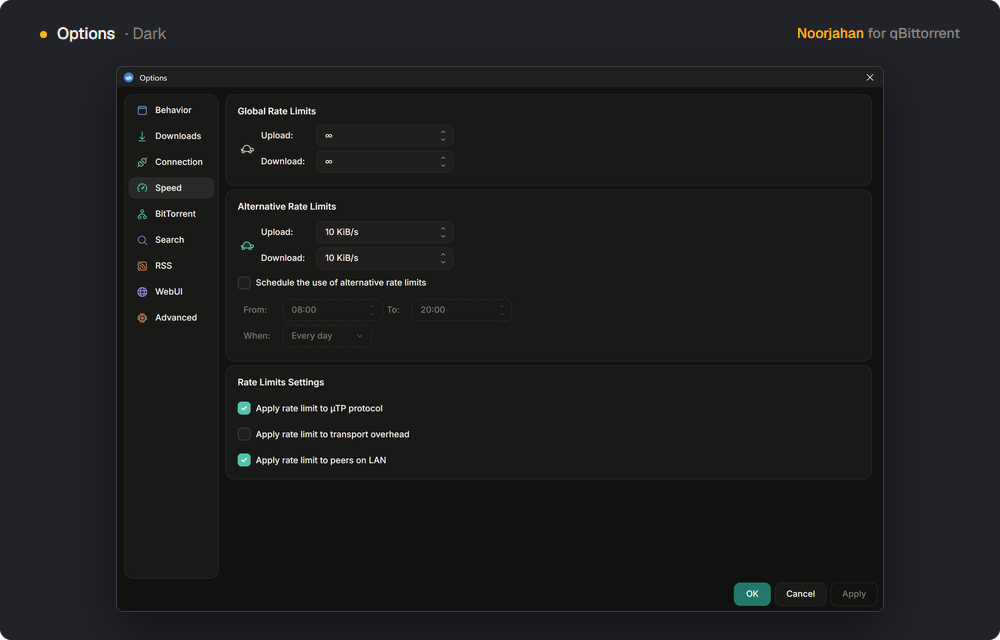 Options · Dark
Noorjahan for qBittorrent
qb Options
Behavior
Downloads
Connection
Speed
BitTorrent
Search
RSS
WebUI
Advanced
Global Rate Limits
Upload: ∞
Download: ∞
Alternative Rate Limits
Upload: 10 KiB/s
Download: 10 KiB/s
Schedule the use of alternative rate limits
From: 08:00 To: 20:00
When: Every day
Rate Limits Settings
Apply rate limit to µTP protocol
Apply rate limit to transport overhead
Apply rate limit to peers on LAN
OK Cancel Apply